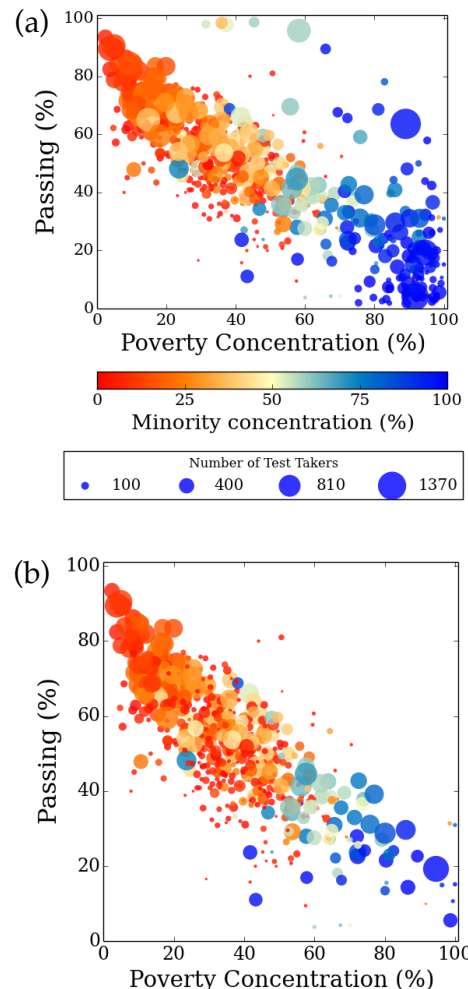 (a)
100
80
60
40
20
0
Passing (%)
0 20 40 60 80 100
Poverty Concentration (%)
0 25 50 75 100
Minority concentration (%)
Number of Test Takers
100 400 810 1370
(b)
100
80
60
40
20
0
Passing (%)
0 20 40 60 80 100
Poverty Concentration (%)